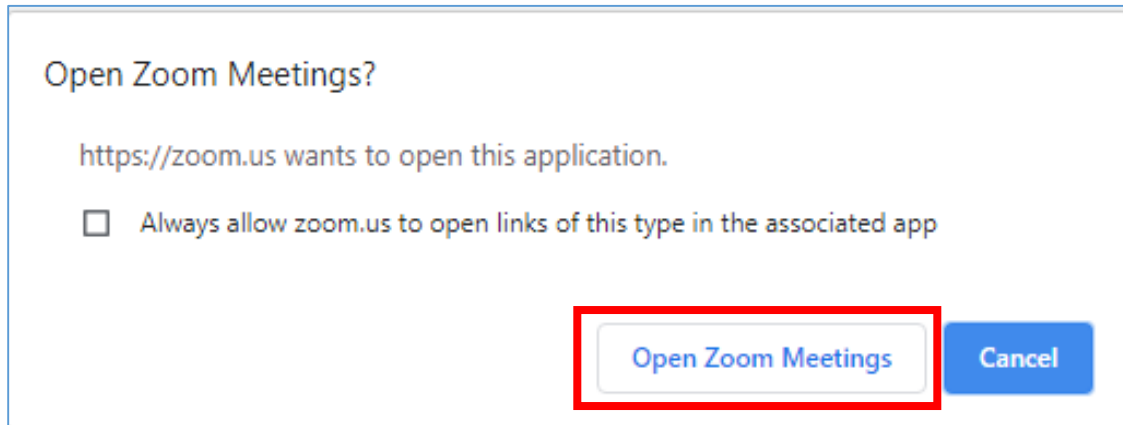 Open Zoom Meetings?
https://zoom.us wants to open this application.
Always allow zoom.us to open links of this type in the associated app
Open Zoom Meetings
Cancel